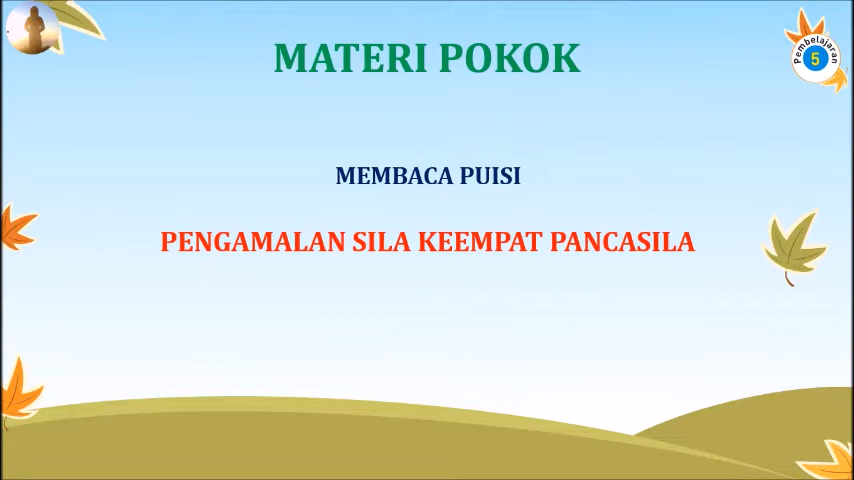 MATERI POKOK
Pembelajaran
5
MEMBACA PUISI
PENGAMALAN SILA KEEMPAT PANCASILA